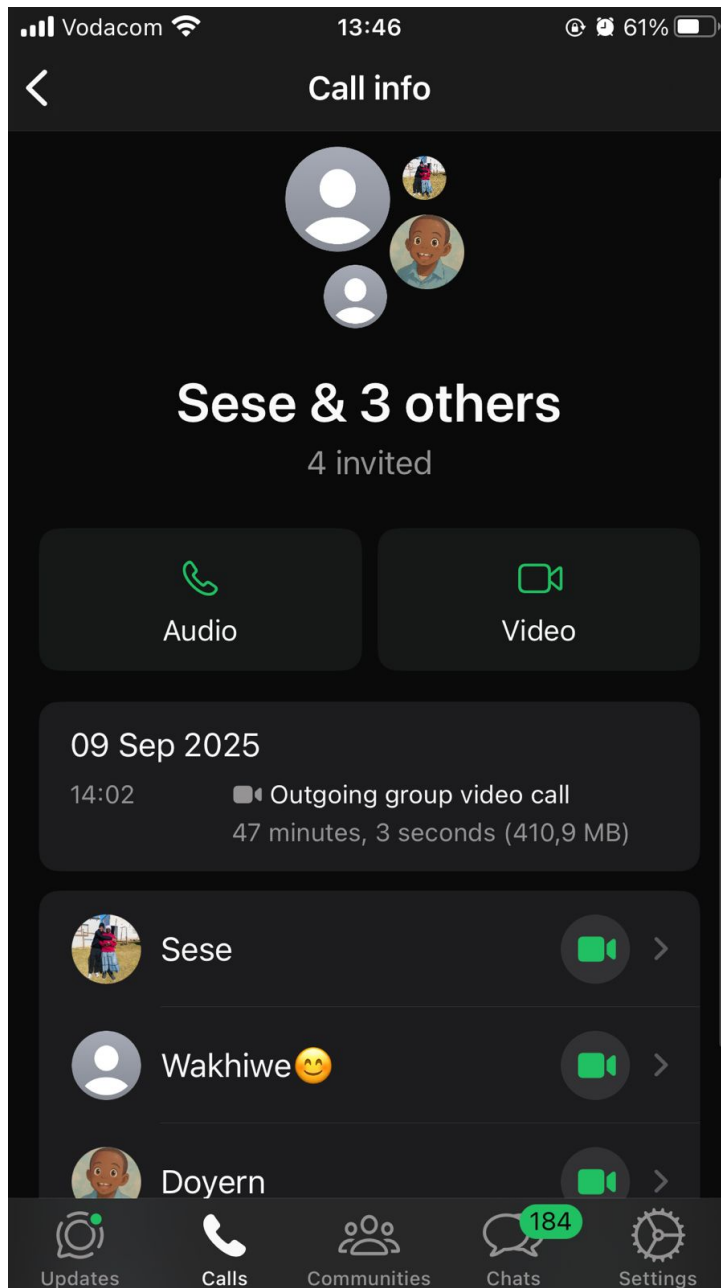 Vodacom 13:46 61%
Call info
Sese & 3 others
4 invited
Audio Video
09 Sep 2025
14:02 Outgoing group video call
47 minutes, 3 seconds (410,9 MB)
Sese
Wakhiwe😊
Doyern
184
Updates Calls Communities Chats Settings